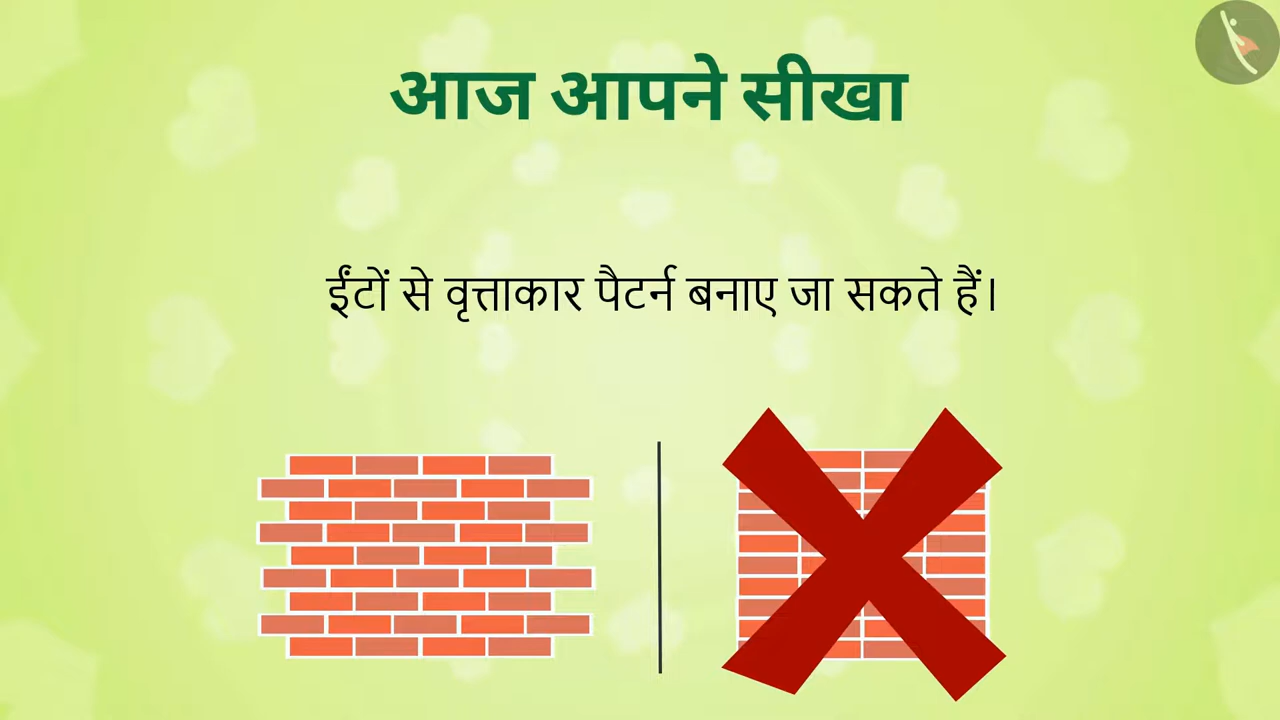 आज आपने सीखा
ईंटों से वृत्ताकार पैटर्न बनाए जा सकते हैं।